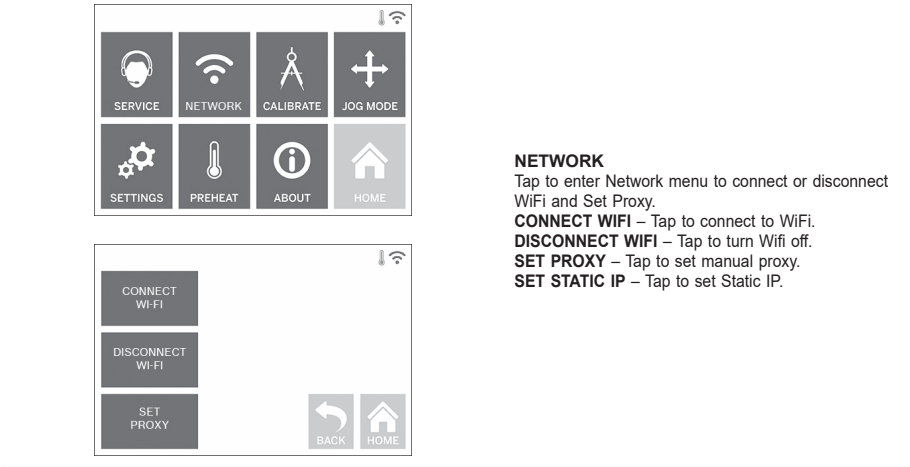 SERVICE
NETWORK
CALIBRATE
JOG MODE
SETTINGS
PREHEAT
ABOUT
HOME
CONNECT
WI-FI
DISCONNECT
WI-FI
SET
PROXY
BACK
HOME
NETWORK
Tap to enter Network menu to connect or disconnect
WiFi and Set Proxy.
CONNECT WIFI – Tap to connect to WiFi.
DISCONNECT WIFI – Tap to turn Wifi off.
SET PROXY – Tap to set manual proxy.
SET STATIC IP – Tap to set Static IP.